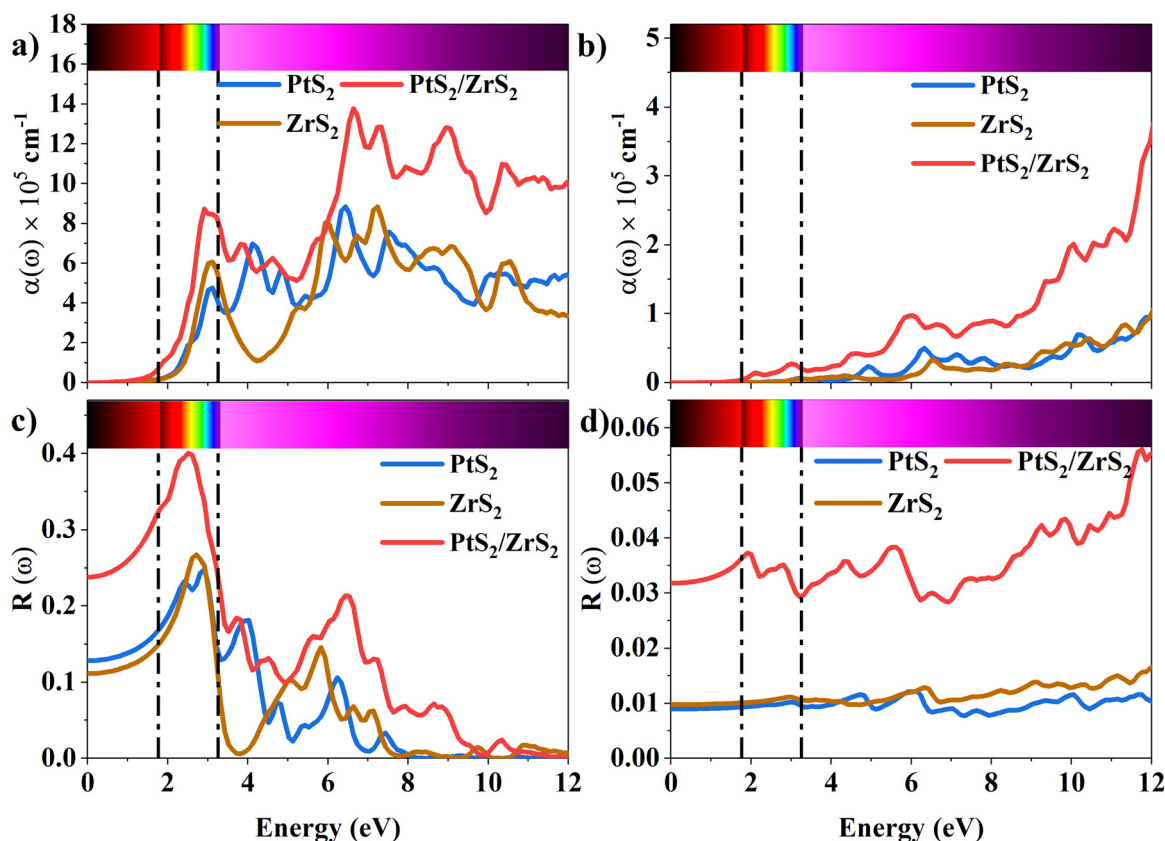 a)
α(ω) × 10⁵ cm⁻¹
18
16
14
12
10
8
6
4
2
0
PtS₂ PtS₂/ZrS₂
ZrS₂
b)
α(ω) × 10⁵ cm⁻¹
5
4
3
2
1
0
PtS₂
ZrS₂
PtS₂/ZrS₂
c)
R (ω)
0.4
0.3
0.2
0.1
0.0
PtS₂
ZrS₂
PtS₂/ZrS₂
0 2 4 6 8 10 12
Energy (eV)
d)
R (ω)
0.06
0.05
0.04
0.03
0.02
0.01
0.00
PtS₂ PtS₂/ZrS₂
ZrS₂
0 2 4 6 8 10 12
Energy (eV)